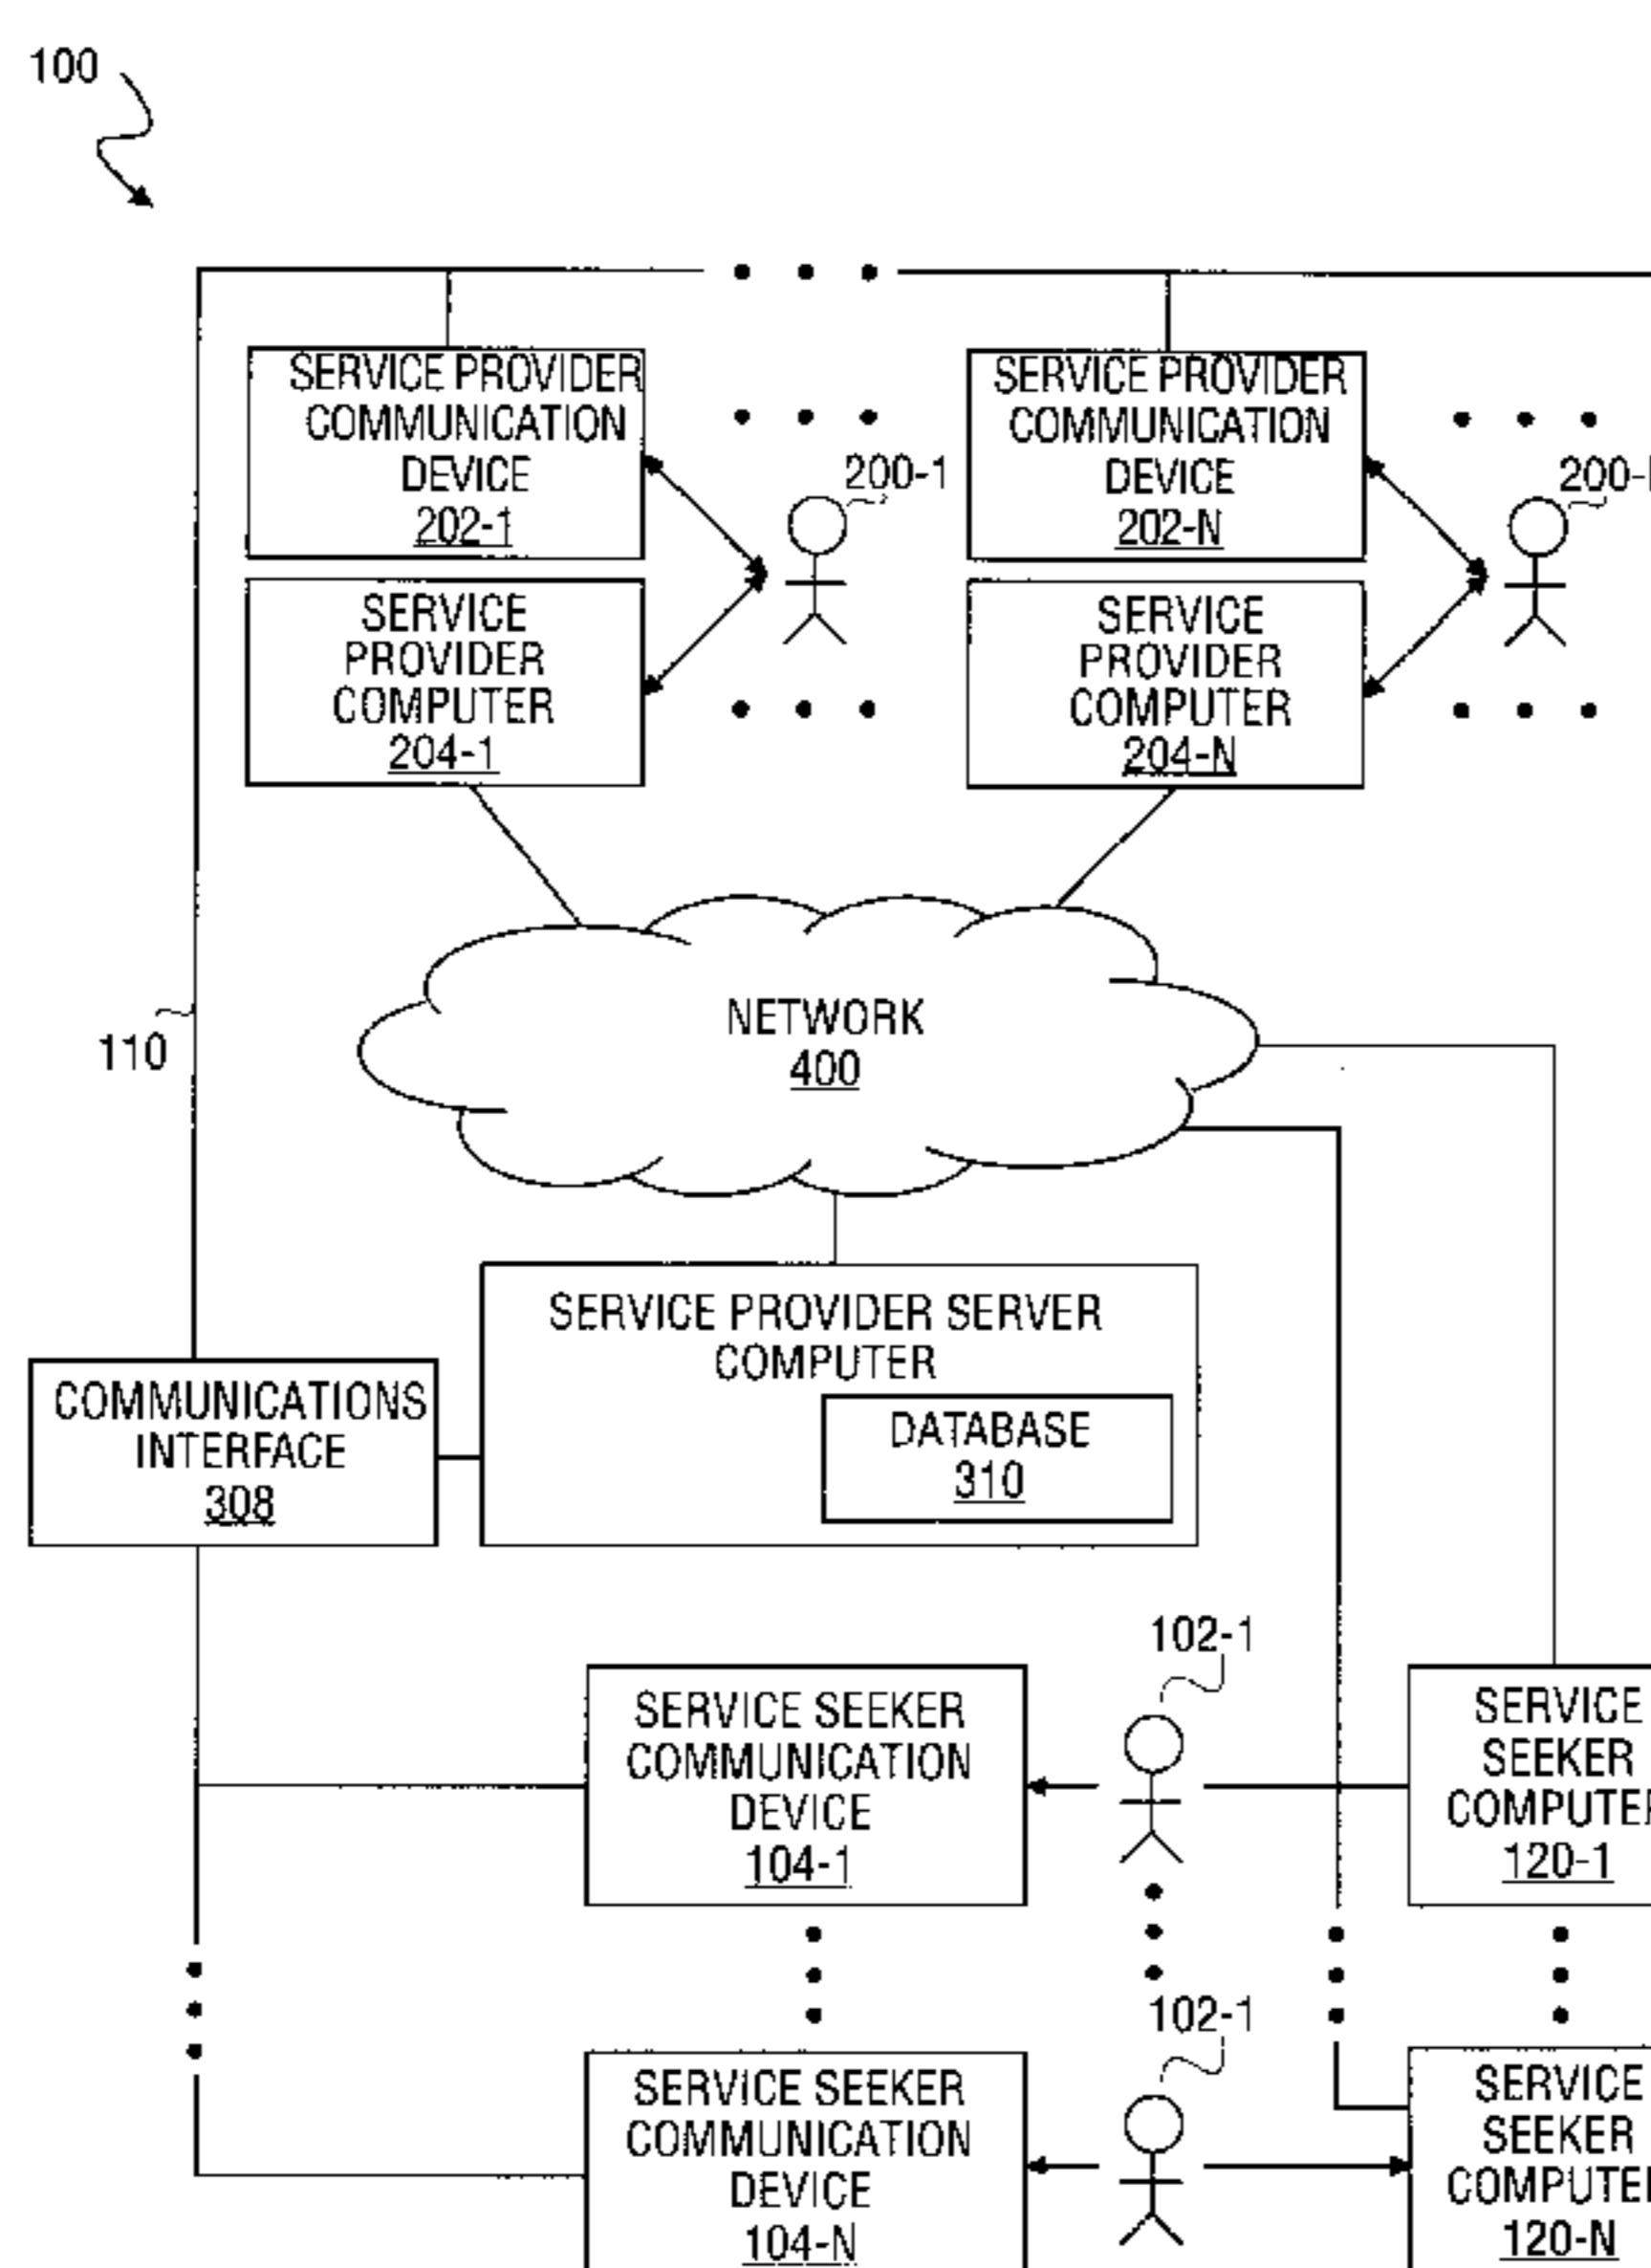 100
SERVICE PROVIDER
COMMUNICATION
DEVICE
202-1
200-1
SERVICE PROVIDER
COMMUNICATION
DEVICE
202-N
SERVICE
PROVIDER
COMPUTER
204-1
SERVICE
PROVIDER
COMPUTER
204-N
110
NETWORK
400
SERVICE PROVIDER SERVER
COMPUTER
DATABASE
310
COMMUNICATIONS
INTERFACE
308
102-1
SERVICE SEEKER
COMMUNICATION
DEVICE
104-1
SERVICE
SEEKER
120-1
102-1
SERVICE SEEKER
COMMUNICATION
DEVICE
104-N
SERVICE
SEEKER
120-N